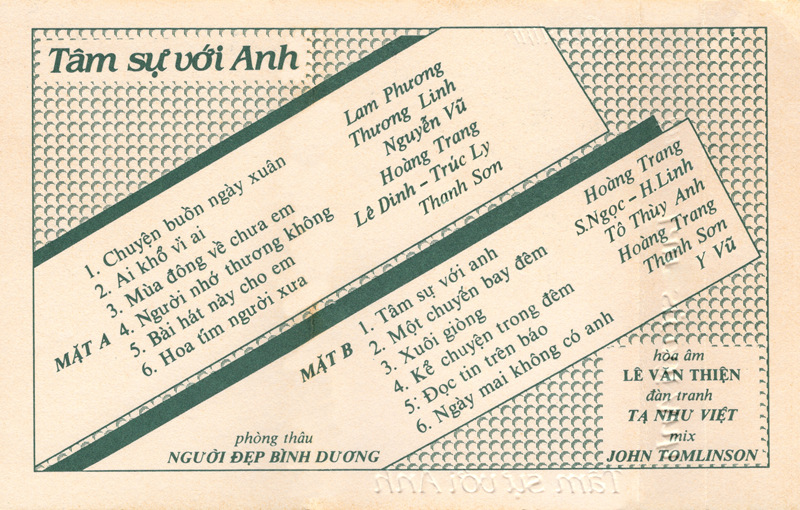 Tâm sự với Anh
MẶT A
1. Chuyện buồn ngày xuân Lam Phương
2. Ai khổ vì ai Thương Linh
3. Mùa đông về chưa em Nguyễn Vũ
4. Người nhớ thương không Hoàng Trang
5. Bài hát này cho em Lê Dinh - Trúc Ly
6. Hoa tím người xưa Thanh Sơn
MẶT B
1. Tâm sự với anh Hoàng Trang
2. Một chuyến bay đêm S.Ngọc - H.Linh
3. Xuôi giòng Tô Thùy Anh
4. Kể chuyện trong đêm Hoàng Trang
5: Đọc tin trên báo Thanh Sơn
6. Ngày mai không có anh Y Vũ
phòng thâu
NGƯỜI ĐẸP BÌNH DƯƠNG
hòa âm
LÊ VĂN THIỆN
đàn tranh
TẠ NHƯ VIỆT
mix
JOHN TOMLINSON
Tâm sự với Anh